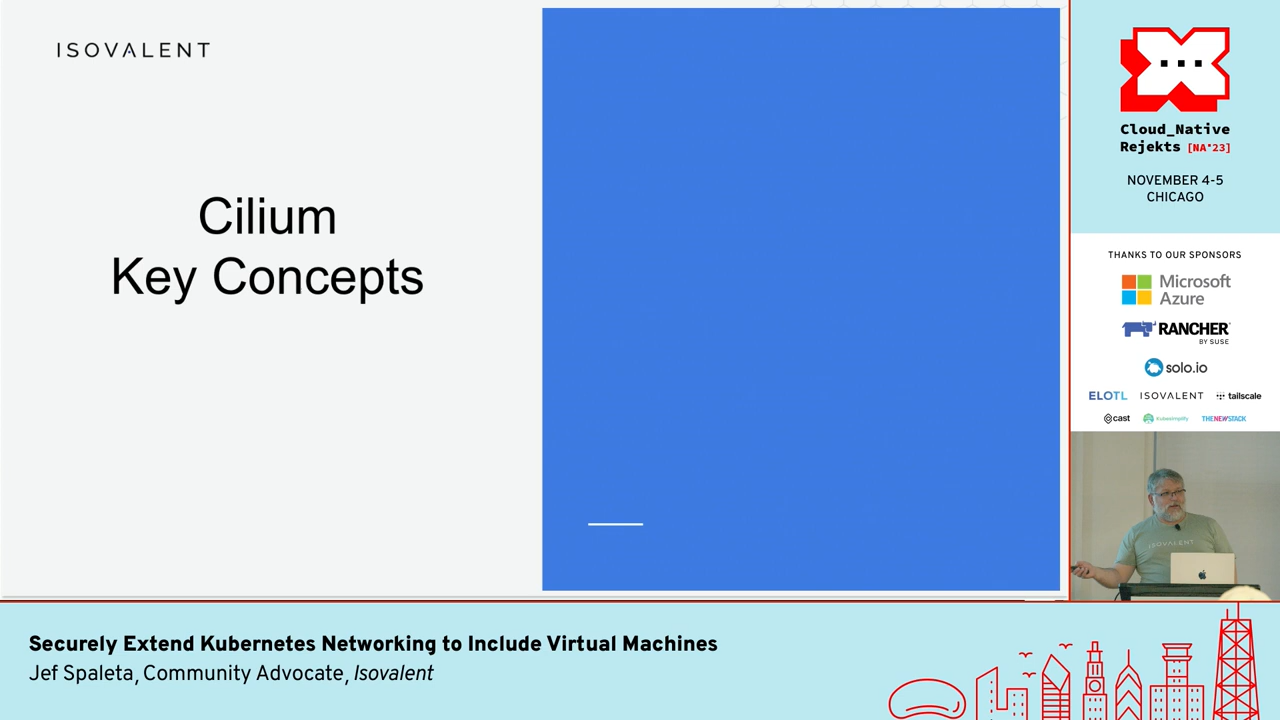 ISOVALENT
Cilium
Key Concepts
Cloud_Native
Rejekts [NA'23]
NOVEMBER 4-5
CHICAGO
THANKS TO OUR SPONSORS
Microsoft
Azure
RANCHER
BY SUSE
solo.io
ELOTL ISOVALENT tailscale
cast kubesimplify THENEWSTACK
ISOVALENT
Securely Extend Kubernetes Networking to Include Virtual Machines
Jef Spaleta, Community Advocate, Isovalent